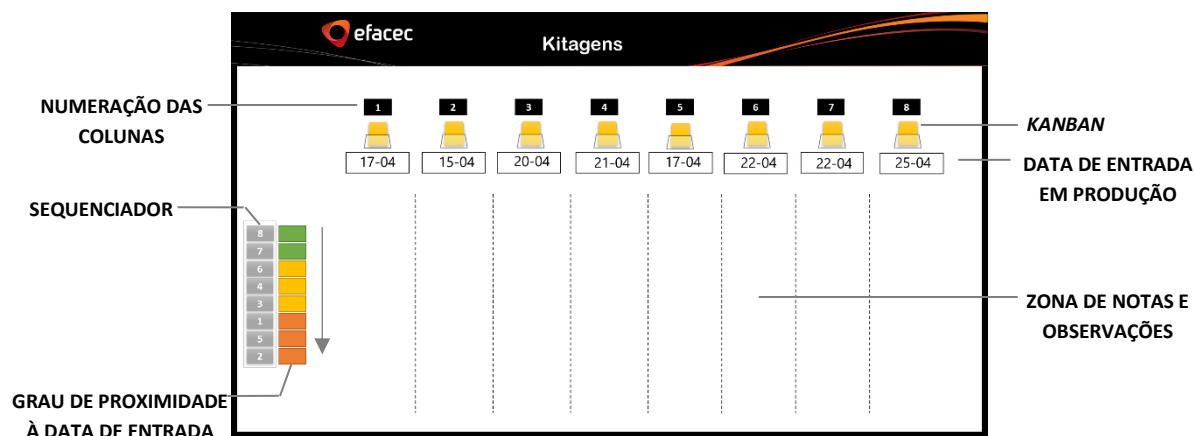 efacec
Kitagens
NUMERAÇÃO DAS
COLUNAS
1 2 3 4 5 6 7 8
KANBAN
17-04 15-04 20-04 21-04 17-04 22-04 22-04 25-04
DATA DE ENTRADA
EM PRODUÇÃO
SEQUENCIADOR
8
7
6
4
3
1
5
2
ZONA DE NOTAS E
OBSERVAÇÕES
GRAU DE PROXIMIDADE
À DATA DE ENTRADA